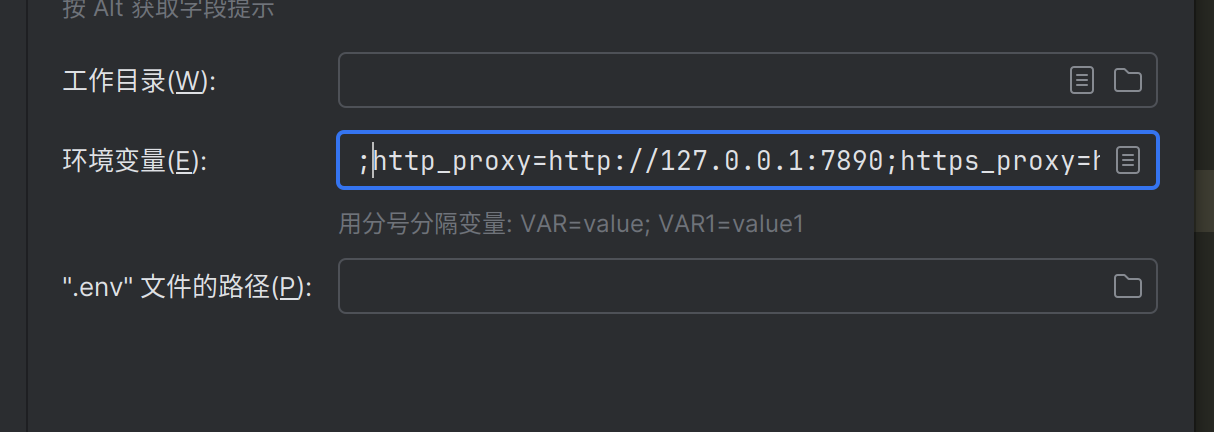 按 Alt 获取字段提示
工作目录(W):
环境变量(E): ;http_proxy=http://127.0.0.1:7890;https_proxy=h
用分号分隔变量: VAR=value; VAR1=value1
".env" 文件的路径(P):